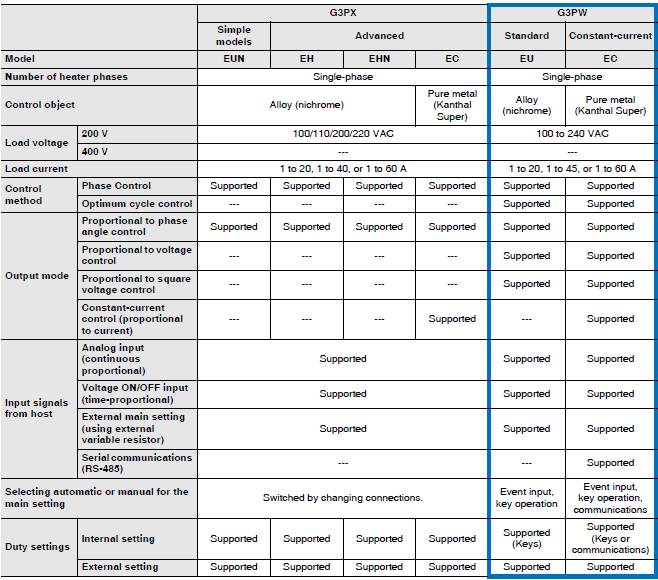 G3PX G3PW
Simple models Advanced Standard Constant-current
Model EUN EH EHN EC EU EC
Number of heater phases Single-phase Single-phase
Control object Alloy (nichrome) Pure metal (Kanthal Super) Alloy (nichrome) Pure metal (Kanthal Super)
Load voltage 200 V 100/110/200/220 VAC 100 to 240 VAC
400 V --- ---
Load current 1 to 20, 1 to 40, or 1 to 60 A 1 to 20, 1 to 45, or 1 to 60 A
Control method Phase Control Supported Supported Supported Supported Supported Supported
Optimum cycle control --- --- --- --- Supported Supported
Output mode Proportional to phase angle control Supported Supported Supported Supported Supported Supported
Proportional to voltage control --- --- --- --- Supported Supported
Proportional to square voltage control --- --- --- --- Supported Supported
Constant-current control (proportional to current) --- --- --- Supported --- Supported
Input signals from host Analog input (continuous proportional) Supported Supported Supported
Voltage ON/OFF input (time-proportional) Supported Supported Supported
External main setting (using external variable resistor) Supported Supported Supported
Serial communications (RS-485) --- --- Supported
Selecting automatic or manual for the main setting Switched by changing connections. Event input, key operation Event input, key operation, communications
Duty settings Internal setting Supported Supported Supported Supported Supported (Keys) Supported (Keys or communications)
External setting Supported Supported Supported Supported Supported Supported